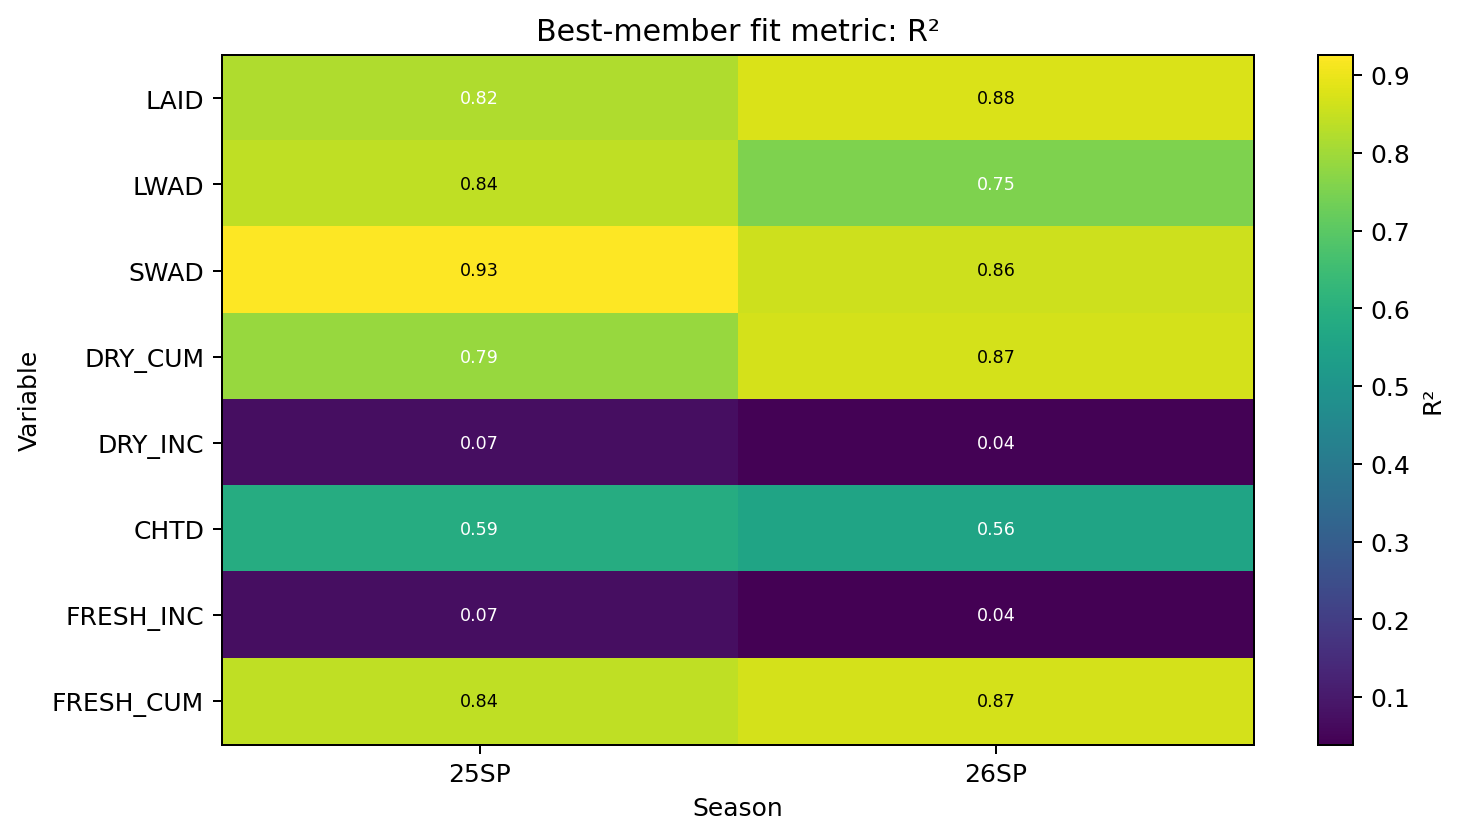 Best-member fit metric: R²
LAID 0.82 0.88
LWAD 0.84 0.75
SWAD 0.93 0.86
DRY_CUM 0.79 0.87
DRY_INC 0.07 0.04
CHTD 0.59 0.56
FRESH_INC 0.07 0.04
FRESH_CUM 0.84 0.87
25SP 26SP
Season
Variable
0.9
0.8
0.7
0.6
0.5
0.4
0.3
0.2
0.1
R²